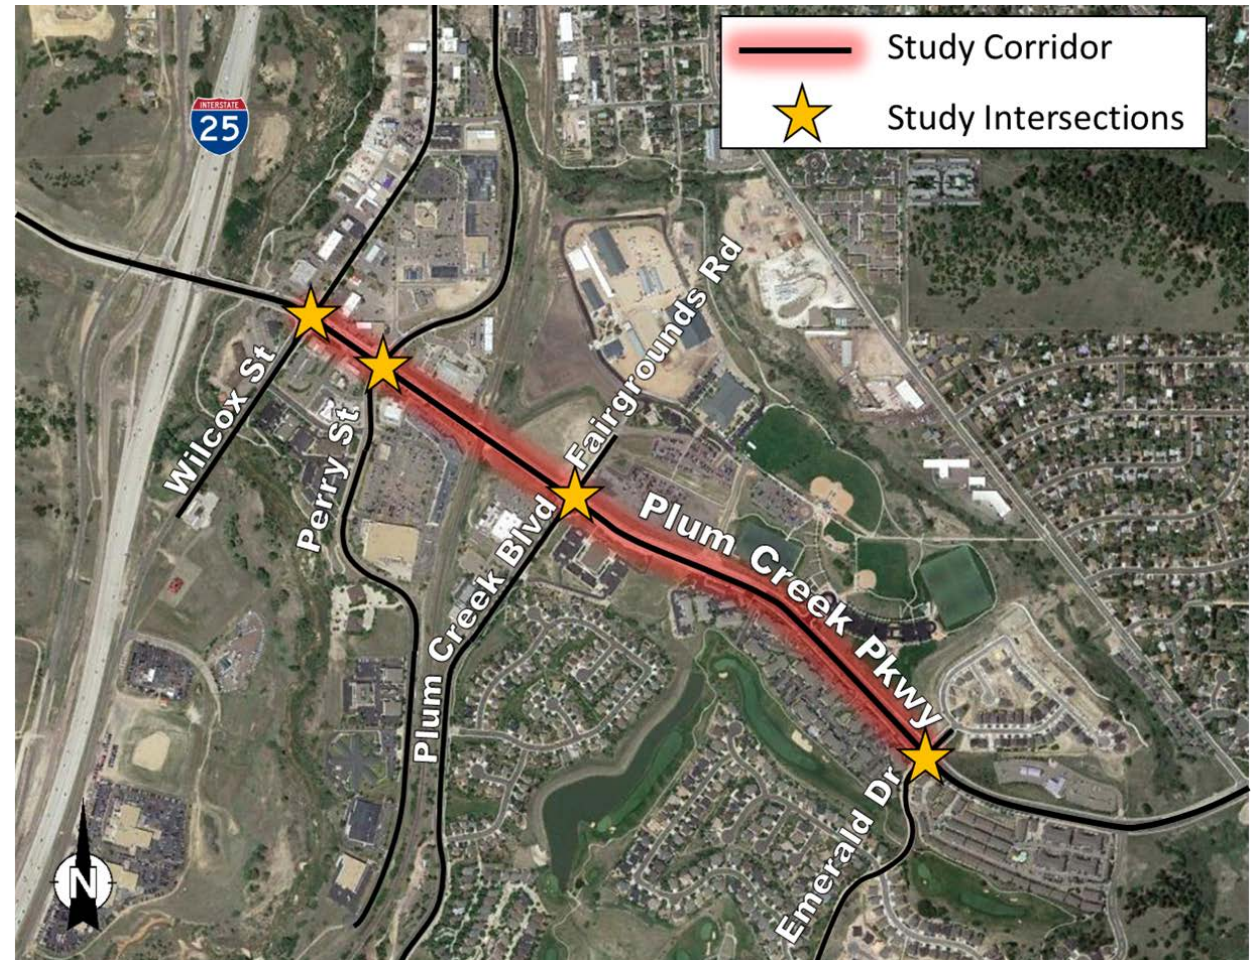 Study Corridor
Study Intersections
INTERSTATE
25
Wilcox St
Perry St
Plum Creek Blvd
Fairgrounds Rd
Plum Creek Pkwy
Emerald Dr
N